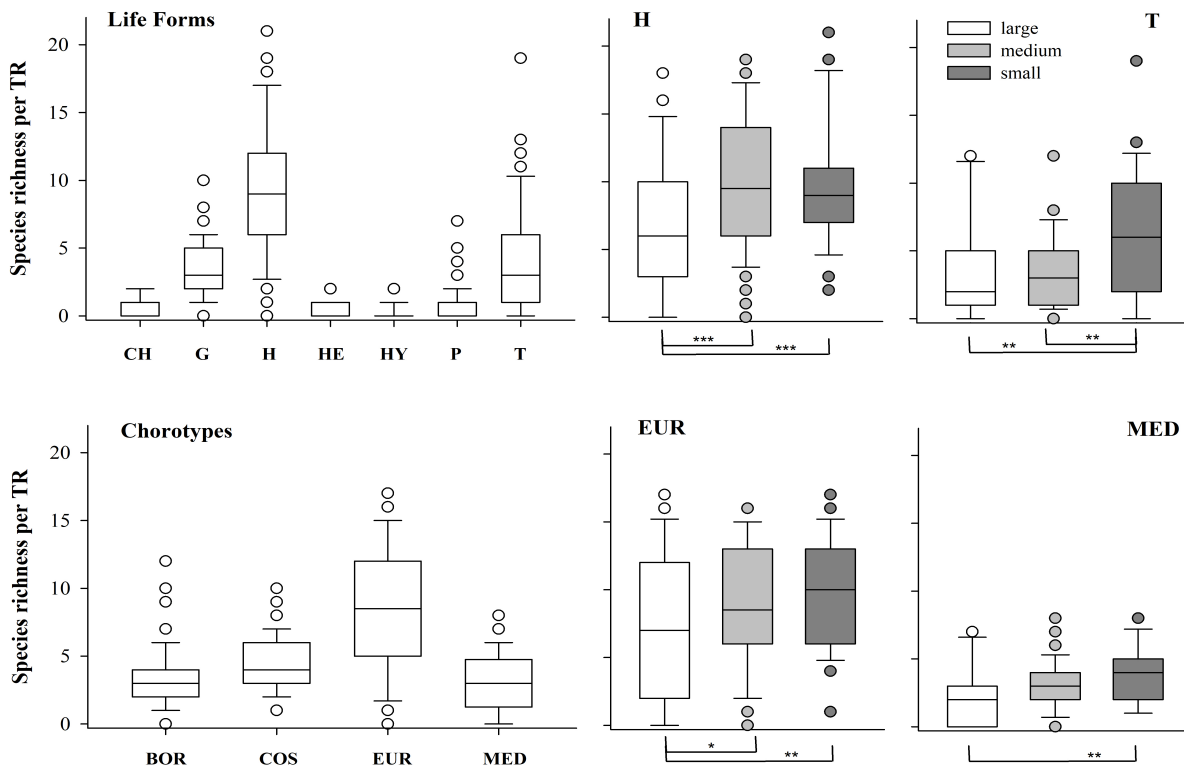 Life Forms
Species richness per TR
20
15
10
5
0
CH G H HE HY P T
H
*** 
***
T
large
medium
small
**
**
Chorotypes
Species richness per TR
20
15
10
5
0
BOR COS EUR MED
EUR
*
**
MED
**